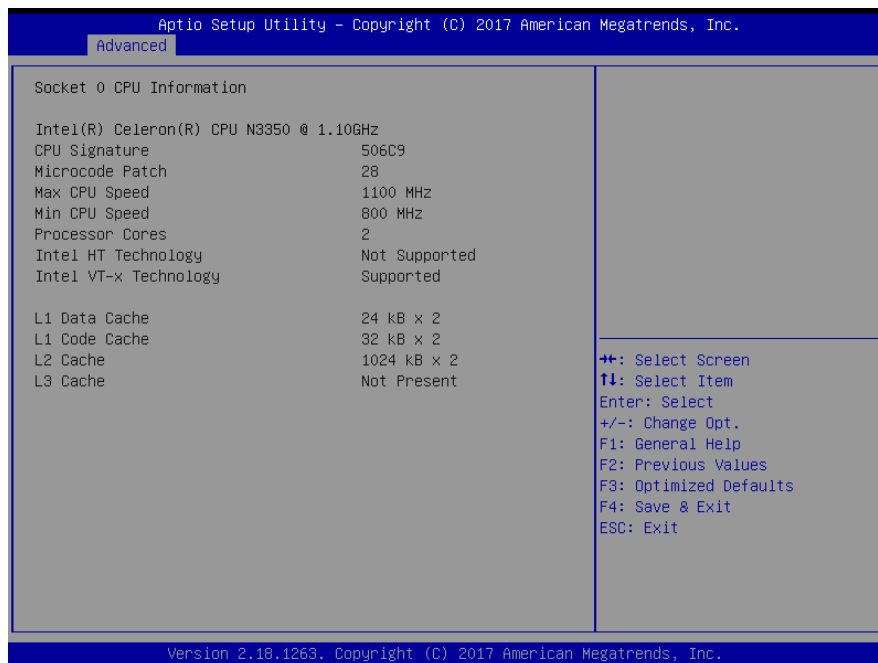 Aptio Setup Utility – Copyright (C) 2017 American Megatrends, Inc.
Advanced
Socket 0 CPU Information
Intel(R) Celeron(R) CPU N3350 @ 1.10GHz
CPU Signature 506C9
Microcode Patch 28
Max CPU Speed 1100 MHz
Min CPU Speed 800 MHz
Processor Cores 2
Intel HT Technology Not Supported
Intel VT-x Technology Supported
L1 Data Cache 24 kB x 2
L1 Code Cache 32 kB x 2
L2 Cache 1024 kB x 2
L3 Cache Not Present
→←: Select Screen
↑↓: Select Item
Enter: Select
+/-: Change Opt.
F1: General Help
F2: Previous Values
F3: Optimized Defaults
F4: Save & Exit
ESC: Exit
Version 2.18.1263. Copyright (C) 2017 American Megatrends, Inc.